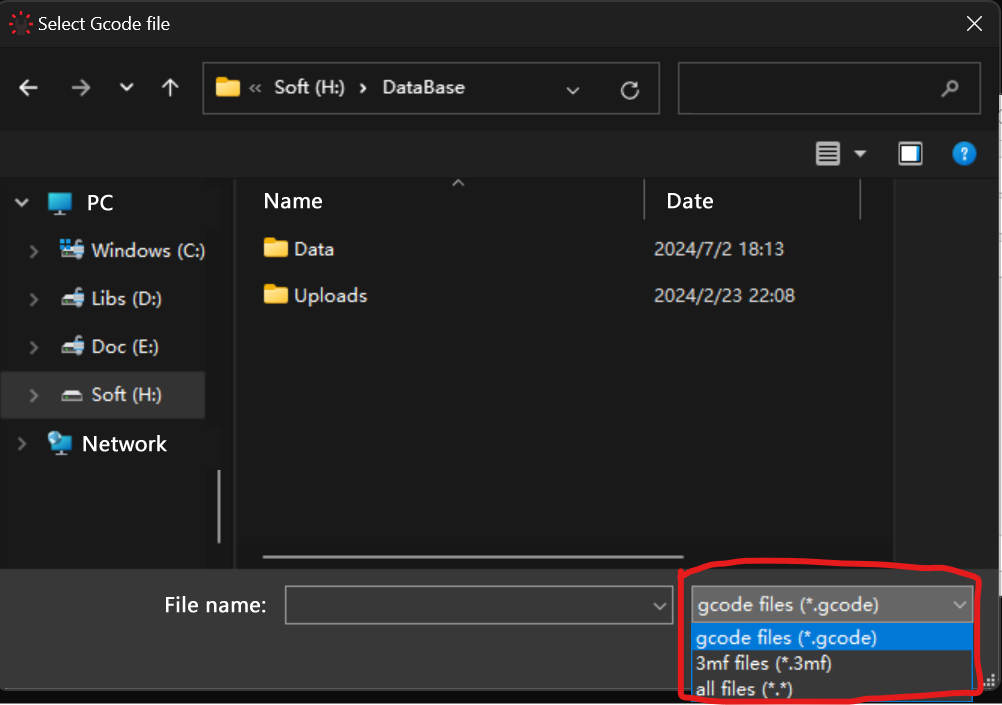 Select Gcode file
« Soft (H:) › DataBase
?
PC
Windows (C:)
Libs (D:)
Doc (E:)
Soft (H:)
Network
Name Date
Data 2024/7/2 18:13
Uploads 2024/2/23 22:08
File name:
gcode files (*.gcode)
gcode files (*.gcode)
3mf files (*.3mf)
all files (*.*)